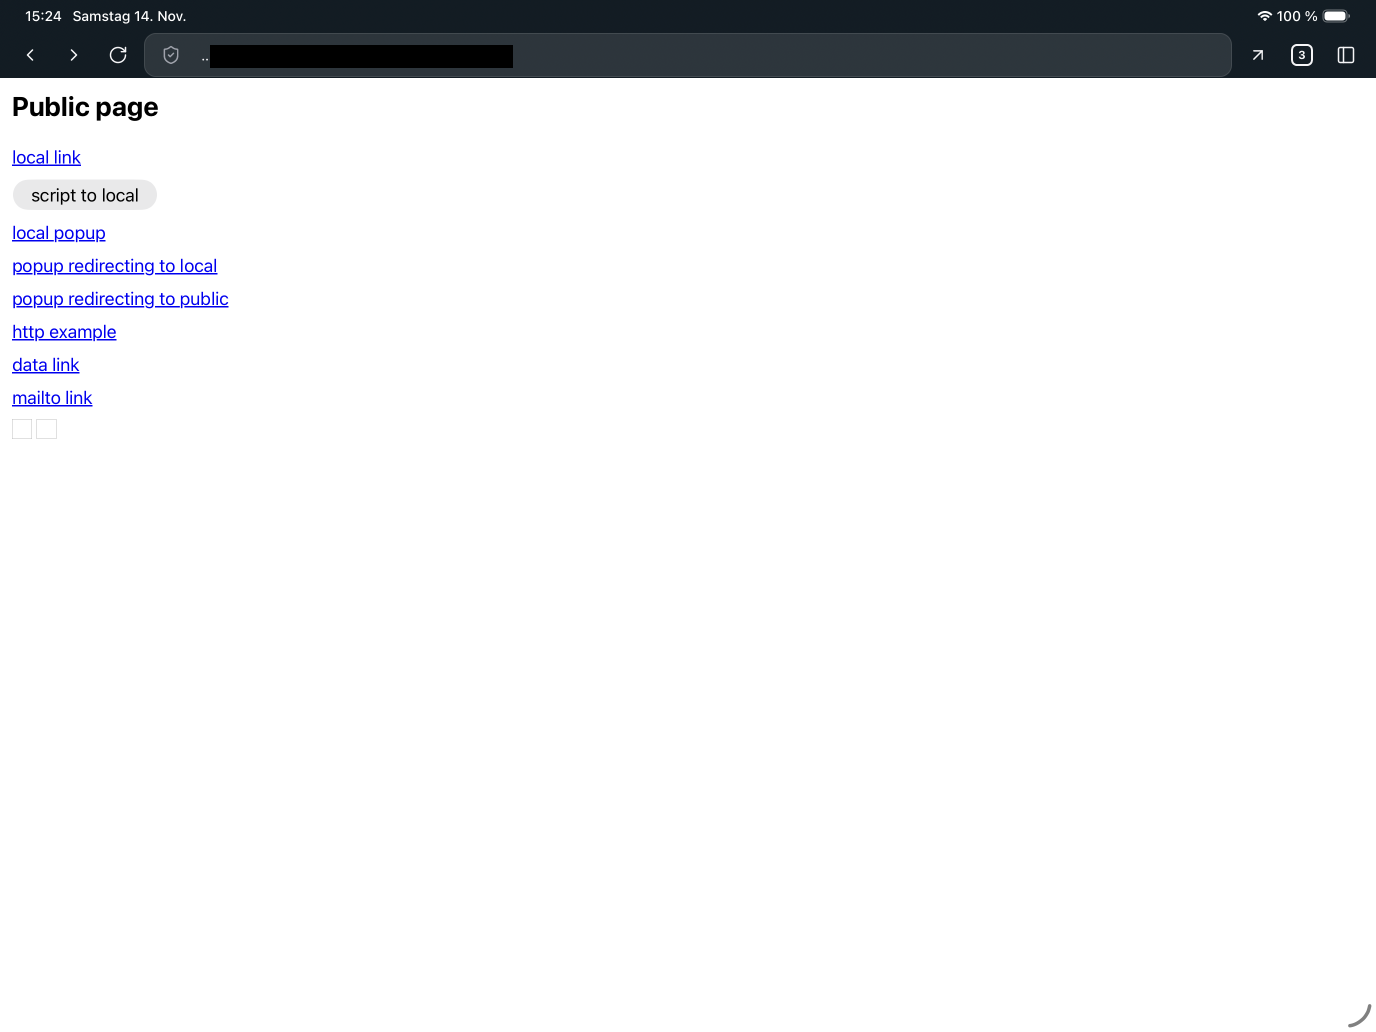 15:24 Samstag 14. Nov.
100 %
..
3
Public page
local link
script to local
local popup
popup redirecting to local
popup redirecting to public
http example
data link
mailto link